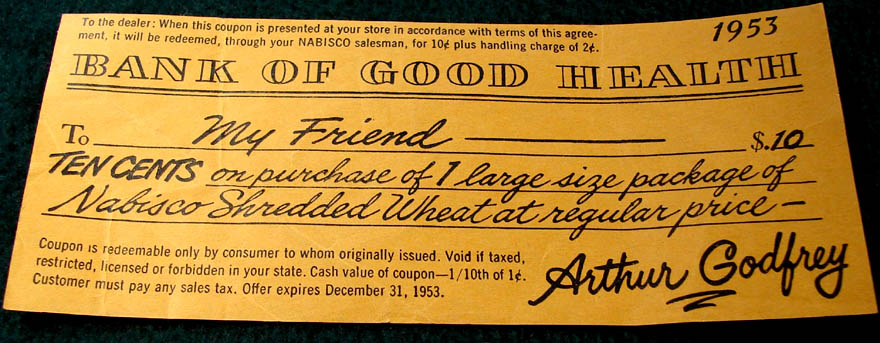 To the dealer: When this coupon is presented at your store in accordance with terms of this agree-
ment, it will be redeemed, through your NABISCO salesman, for 10¢ plus handling charge of 2¢.
1953
BANK OF GOOD HEALTH
To My Friend $.10
TEN CENTS on purchase of 1 large size package of
Nabisco Shredded Wheat at regular price—
Coupon is redeemable only by consumer to whom originally issued. Void if taxed,
restricted, licensed or forbidden in your state. Cash value of coupon—1/10th of 1¢.
Customer must pay any sales tax. Offer expires December 31, 1953.
Arthur Godfrey